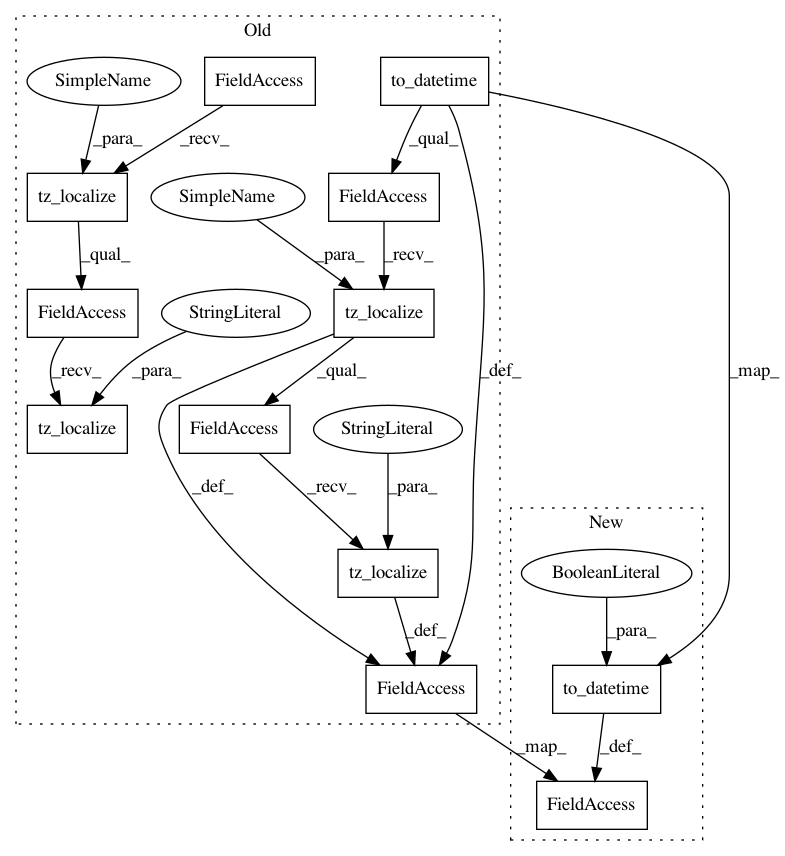 Old
SimpleName
FieldAccess
to_datetime
_para_
_recv_
_qual_
tz_localize
SimpleName
FieldAccess
_qual_
_para_
_recv_
FieldAccess
StringLiteral
tz_localize
_recv_
_para_
_qual_
_def_
_map_
tz_localize
FieldAccess
StringLiteral
_def_
_recv_
_para_
New
tz_localize
BooleanLiteral
_def_
_para_
FieldAccess
to_datetime
_map_
_def_
FieldAccess